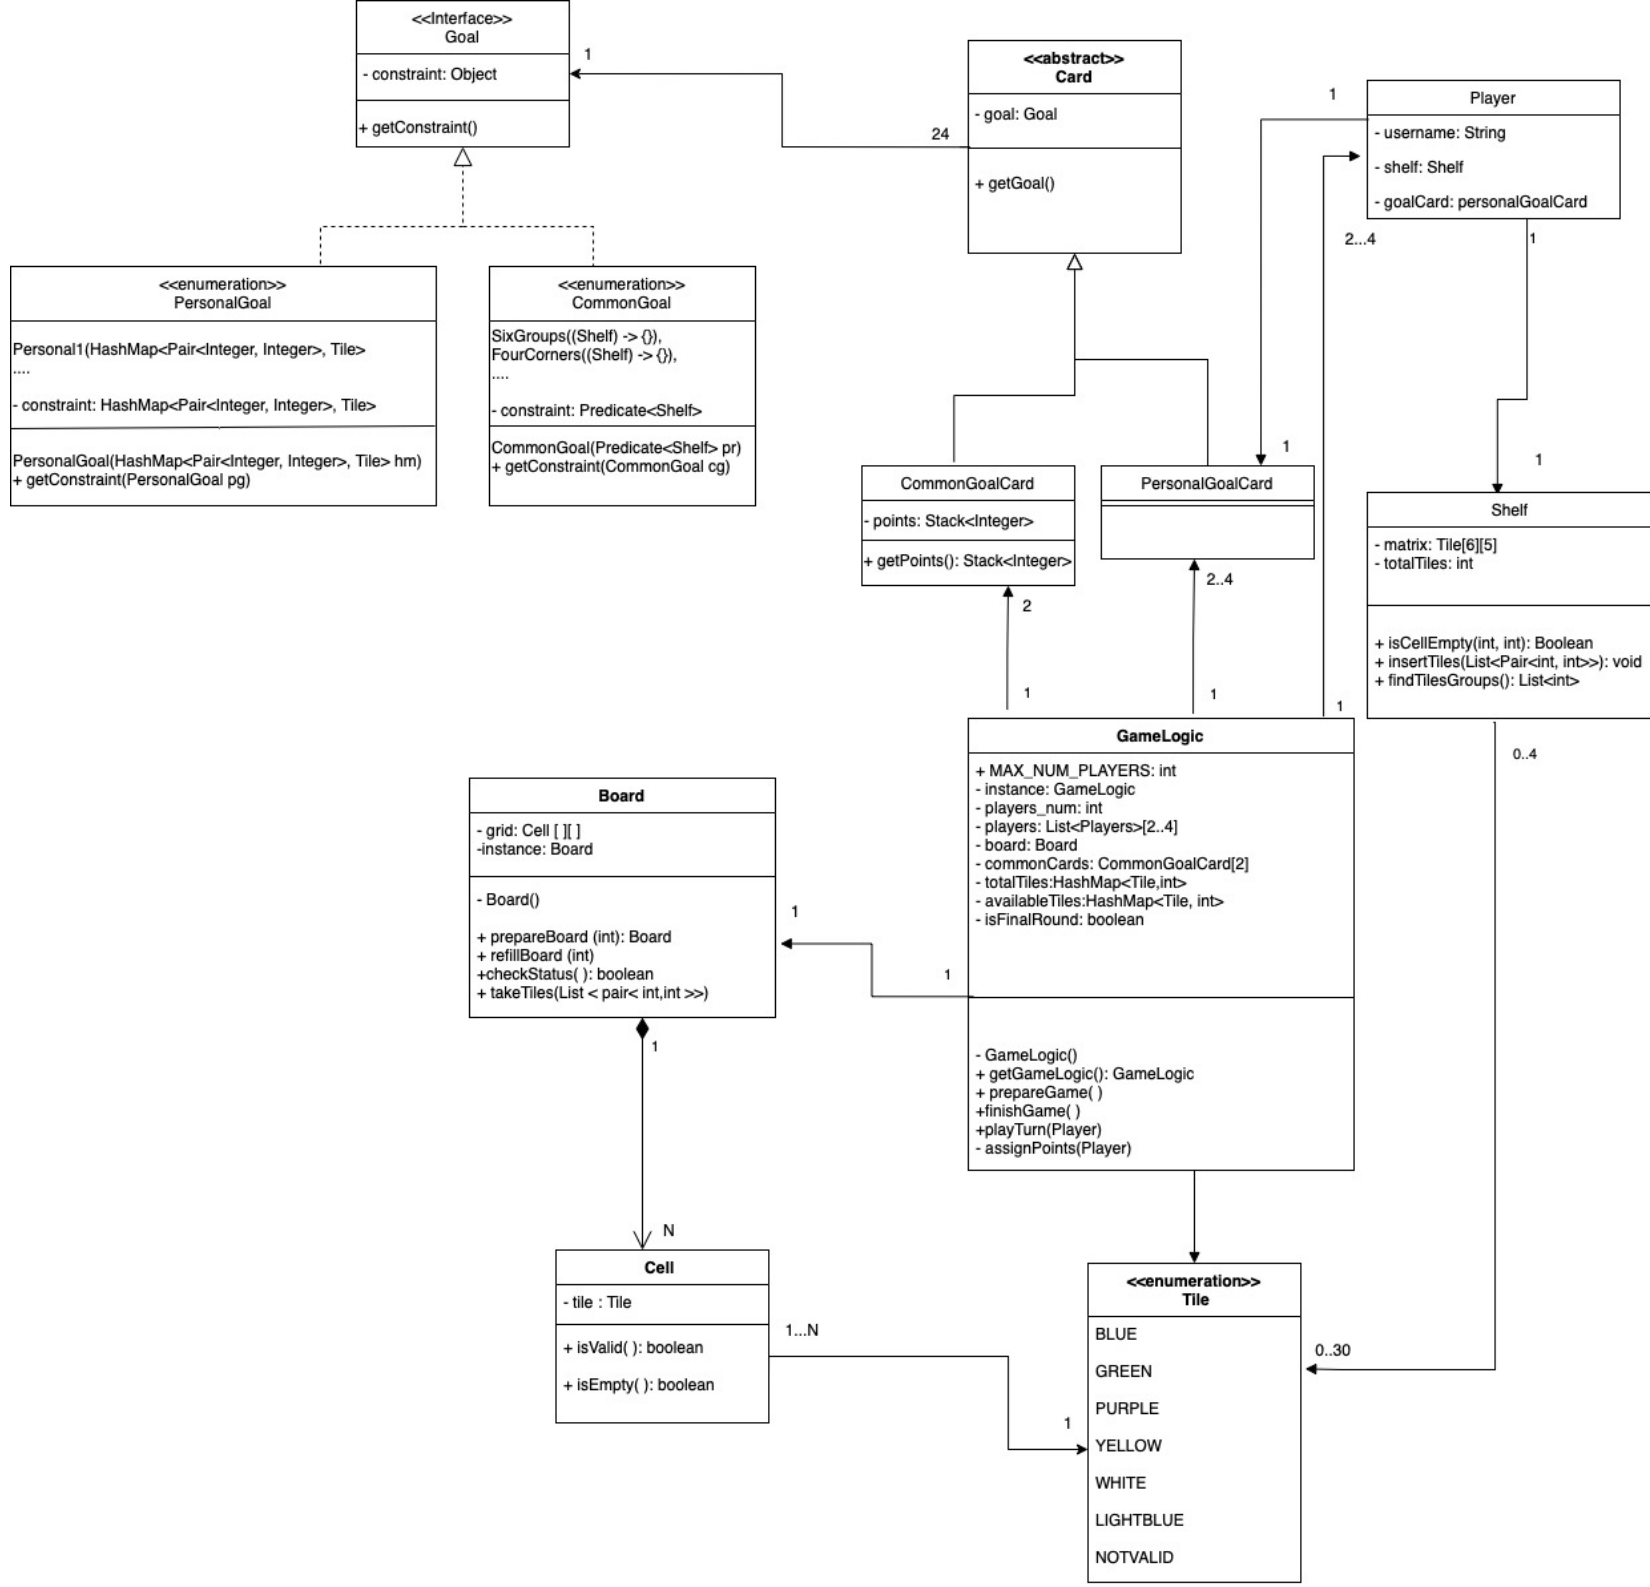 <<Interface>>
Goal
- constraint: Object
+ getConstraint()
1
24
<<abstract>>
Card
- goal: Goal
+ getGoal()
1
Player
- username: String
- shelf: Shelf
- goalCard: personalGoalCard
2...4
1
<<enumeration>>
PersonalGoal
Personal1(HashMap<Pair<Integer, Integer>, Tile>
....
- constraint: HashMap<Pair<Integer, Integer>, Tile>
PersonalGoal(HashMap<Pair<Integer, Integer>, Tile> hm)
+ getConstraint(PersonalGoal pg)
<<enumeration>>
CommonGoal
SixGroups((Shelf) -> {}),
FourCorners((Shelf) -> {}),
....
- constraint: Predicate<Shelf>
CommonGoal(Predicate<Shelf> pr)
+ getConstraint(CommonGoal cg)
CommonGoalCard
- points: Stack<Integer>
+ getPoints(): Stack<Integer>
1
PersonalGoalCard
1
Shelf
- matrix: Tile[6][5]
- totalTiles: int
+ isCellEmpty(int, int): Boolean
+ insertTiles(List<Pair<int, int>>): void
+ findTilesGroups(): List<int>
2
2..4
1
1
1
0..4
GameLogic
+ MAX_NUM_PLAYERS: int
- instance: GameLogic
- players_num: int
- players: List<Players>[2..4]
- board: Board
- commonCards: CommonGoalCard[2]
- totalTiles:HashMap<Tile,int>
- availableTiles:HashMap<Tile, int>
- isFinalRound: boolean
- GameLogic()
+ getGameLogic(): GameLogic
+ prepareGame( )
+finishGame( )
+playTurn(Player)
- assignPoints(Player)
Board
- grid: Cell [ ][ ]
-instance: Board
- Board()
+ prepareBoard (int): Board
+ refillBoard (int)
+checkStatus( ): boolean
+ takeTiles(List < pair< int,int >>)
1
1
1
N
Cell
- tile : Tile
+ isValid( ): boolean
+ isEmpty( ): boolean
1...N
1
<<enumeration>>
Tile
BLUE
GREEN
PURPLE
YELLOW
WHITE
LIGHTBLUE
NOTVALID
0..30